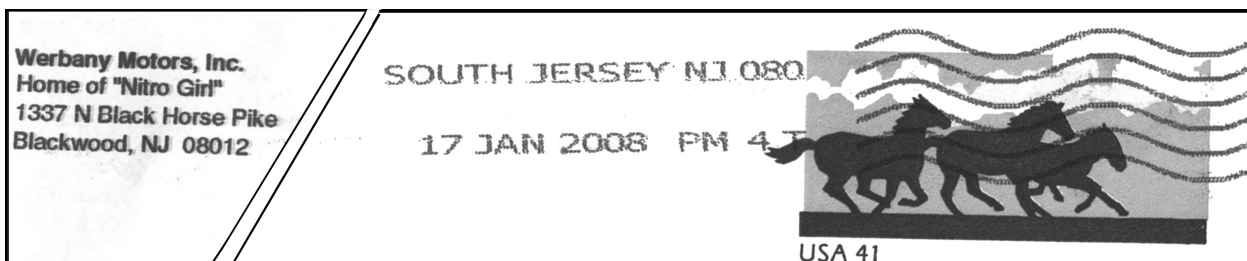 Werbany Motors, Inc.
Home of "Nitro Girl"
1337 N Black Horse Pike
Blackwood, NJ 08012
SOUTH JERSEY NJ 080
17 JAN 2008 PM 4 T
USA 41